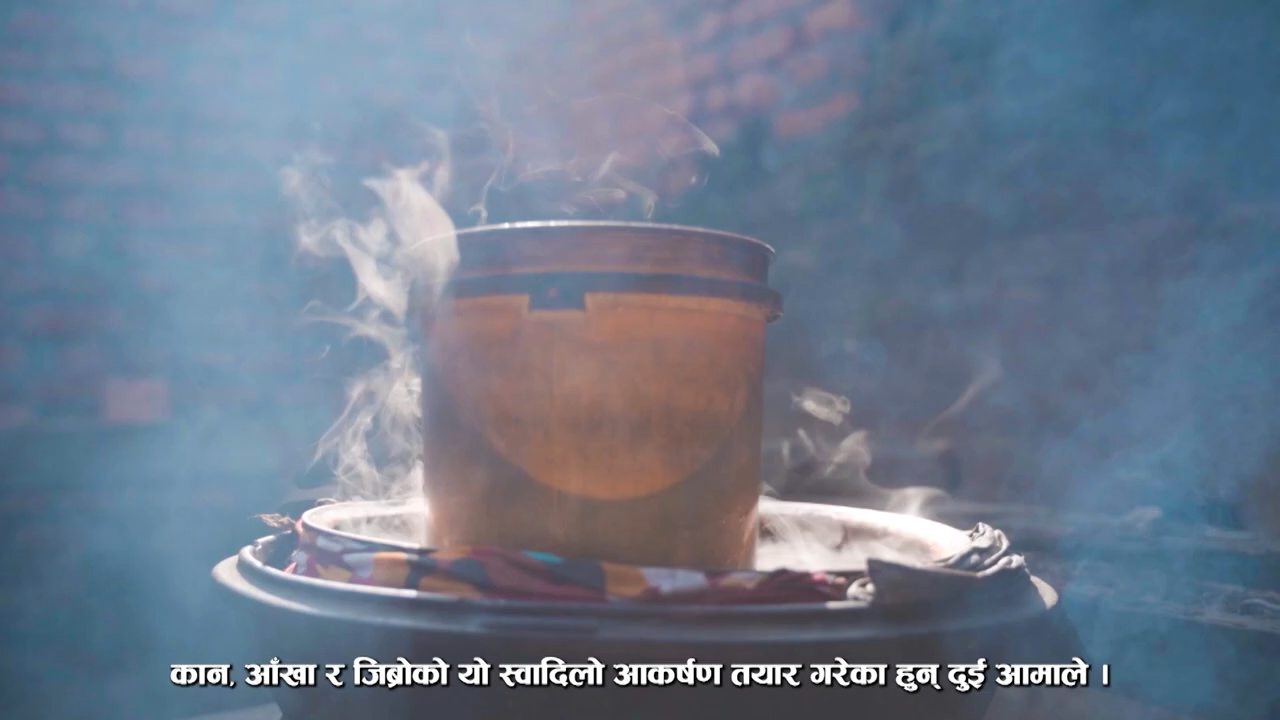 कान, आँखा र जिब्रोको यो स्वादिलो आकर्षण तयार गरेका हुन् दुई आमाले ।